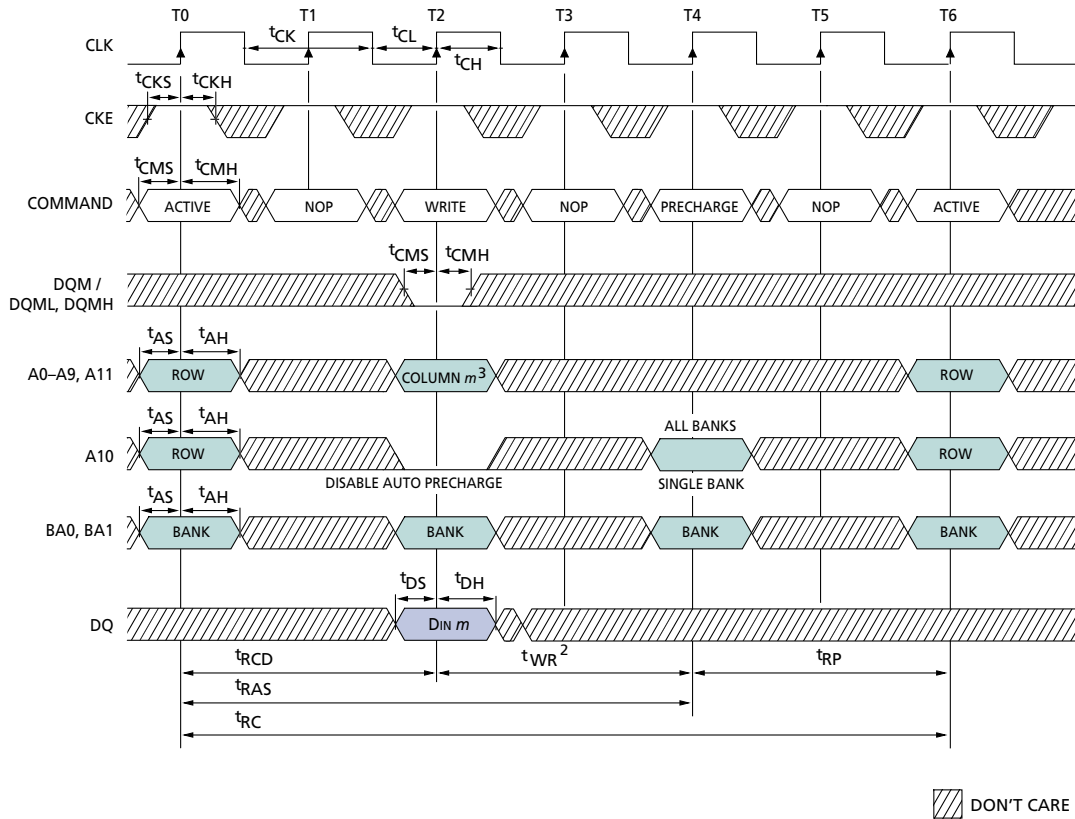 T0 T1 T2 T3 T4 T5 T6
CLK
tCK tCL
tCH
tCKS tCKH
CKE
tCMS tCMH
COMMAND ACTIVE NOP WRITE NOP PRECHARGE NOP ACTIVE
tCMS tCMH
DQM /
DQML, DQMH
tAS tAH
A0–A9, A11 ROW COLUMN m3 ROW
tAS tAH
ALL BANKS
A10 ROW ROW
DISABLE AUTO PRECHARGE SINGLE BANK
tAS tAH
BA0, BA1 BANK BANK BANK BANK
tDS tDH
DQ DIN m
tRCD tWR2 tRP
tRAS
tRC
DON'T CARE